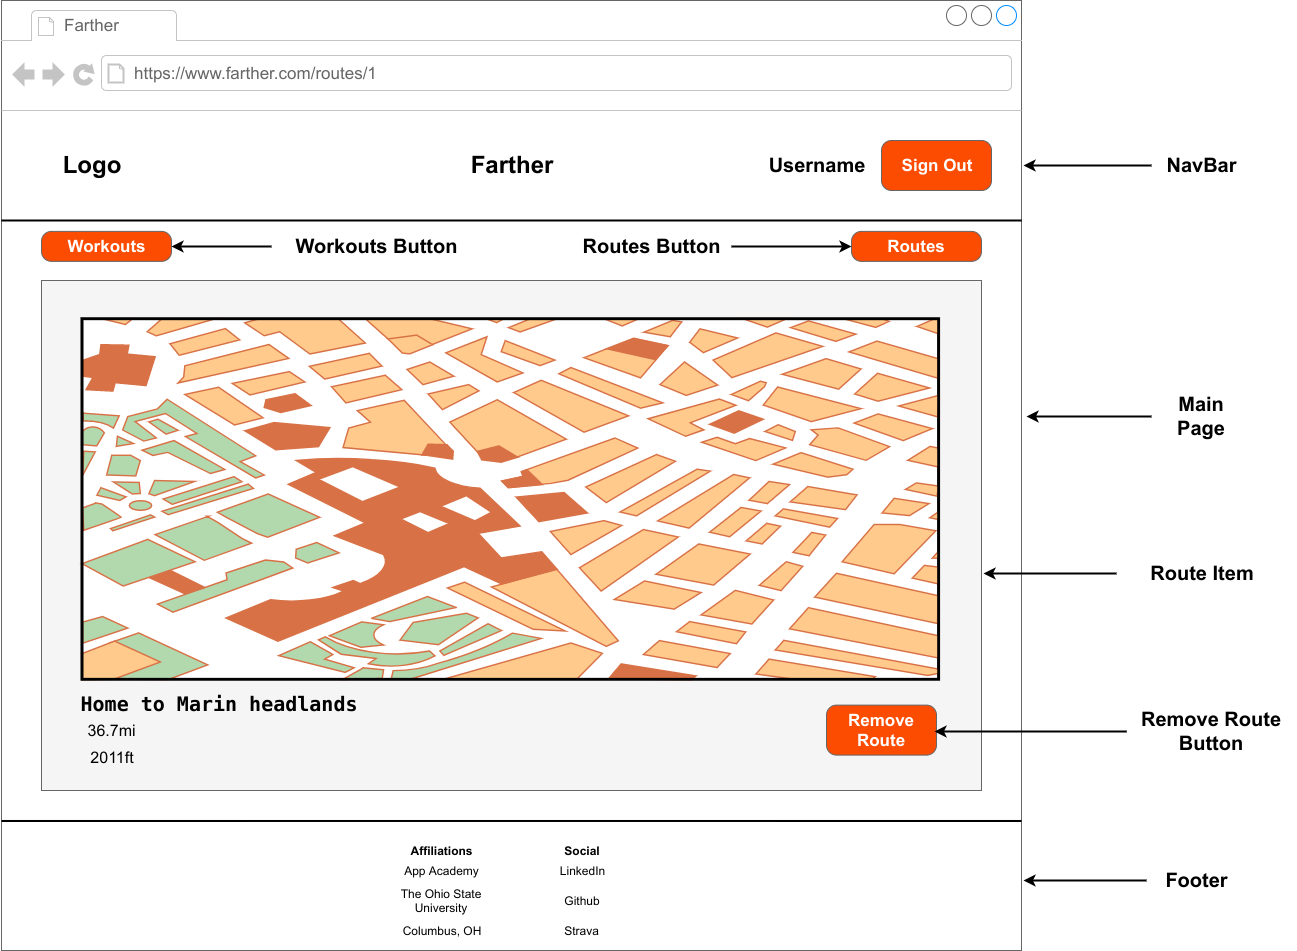 Farther
https://www.farther.com/routes/1
Logo
Farther
Username
Sign Out
NavBar
Workouts
Workouts Button
Routes Button
Routes
Main
Page
Route Item
Home to Marin headlands
36.7mi
2011ft
Remove
Route
Remove Route
Button
Affiliations
Social
App Academy
LinkedIn
The Ohio State
University
Github
Columbus, OH
Strava
Footer